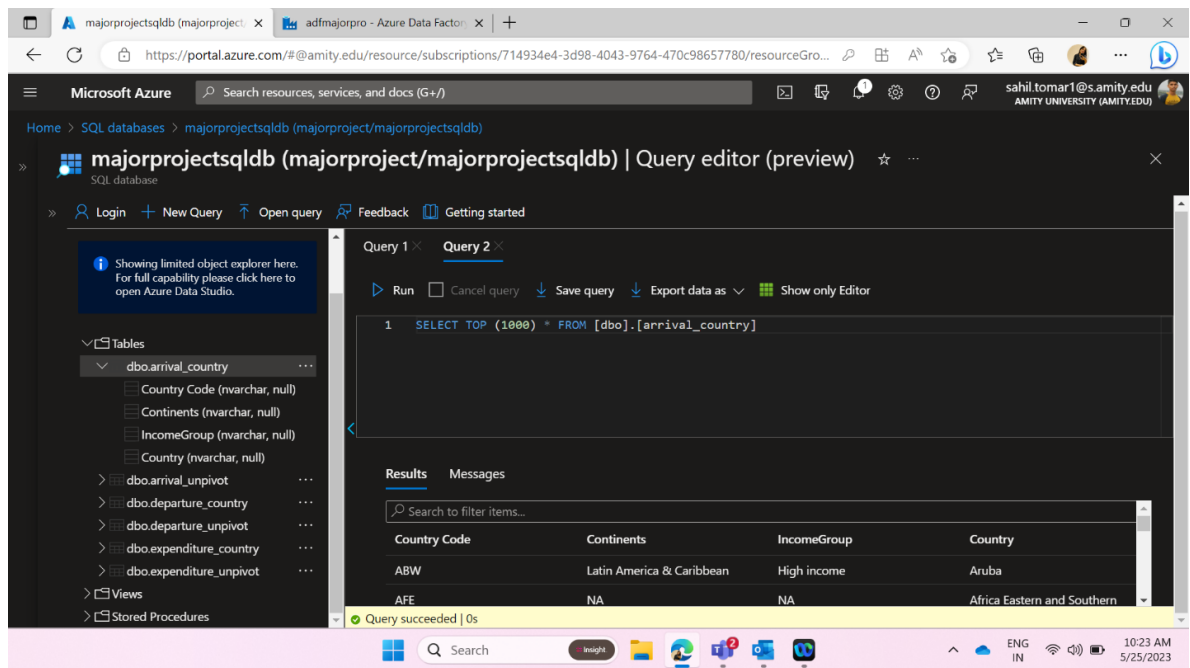 majorprojectsqldb (majorproject/
adfmajorpro - Azure Data Factory
https://portal.azure.com/#@amity.edu/resource/subscriptions/714934e4-3d98-4043-9764-470c98657780/resourceGro...
Microsoft Azure
Search resources, services, and docs (G+/)
1
sahil.tomar1@s.amity.edu
AMITY UNIVERSITY (AMITY.EDU)
Home > SQL databases > majorprojectsqldb (majorproject/majorprojectsqldb)
majorprojectsqldb (majorproject/majorprojectsqldb) | Query editor (preview)
SQL database
Login
New Query
Open query
Feedback
Getting started
Showing limited object explorer here.
For full capability please click here to
open Azure Data Studio.
Tables
dbo.arrival_country
Country Code (nvarchar, null)
Continents (nvarchar, null)
IncomeGroup (nvarchar, null)
Country (nvarchar, null)
dbo.arrival_unpivot
dbo.departure_country
dbo.departure_unpivot
dbo.expenditure_country
dbo.expenditure_unpivot
Views
Stored Procedures
Query 1
Query 2
Run
Cancel query
Save query
Export data as
Show only Editor
1 SELECT TOP (1000) * FROM [dbo].[arrival_country]
Results
Messages
Search to filter items...
Country Code Continents IncomeGroup Country
ABW Latin America & Caribbean High income Aruba
AFE NA NA Africa Eastern and Southern
Query succeeded | 0s
Search
Insight
2
ENG
IN
10:23 AM
5/25/2023